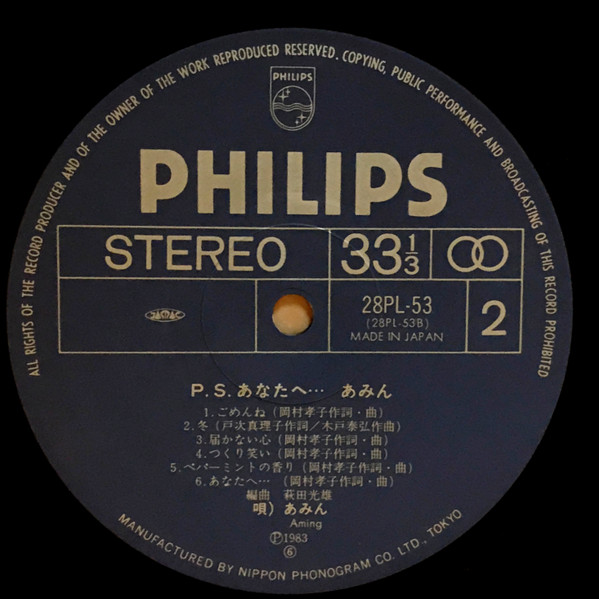 ALL RIGHTS OF THE RECORD PRODUCER AND OF THE OWNER OF THE WORK REPRODUCED RESERVED. COPYING, PUBLIC PERFORMANCE AND BROADCASTING OF THIS RECORD PROHIBITED
PHILIPS
PHILIPS
STEREO 33 1/3
28PL-53
(28PL-53B)
MADE IN JAPAN
2
JASRAC
P.S.あなたへ… あみん
1.ごめんね(岡村孝子作詞・曲)
2.冬(戸次真理子作詞/木戸泰弘作曲)
3.届かない心(岡村孝子作詞・曲)
4.つくり笑い(岡村孝子作詞・曲)
5.ペパーミントの香り(岡村孝子作詞・曲)
6.あなたへ…(岡村孝子作詞・曲)
編曲 萩田光雄
唄)あみん
Aming
Ⓟ1983
⑥
MANUFACTURED BY NIPPON PHONOGRAM CO. LTD., TOKYO